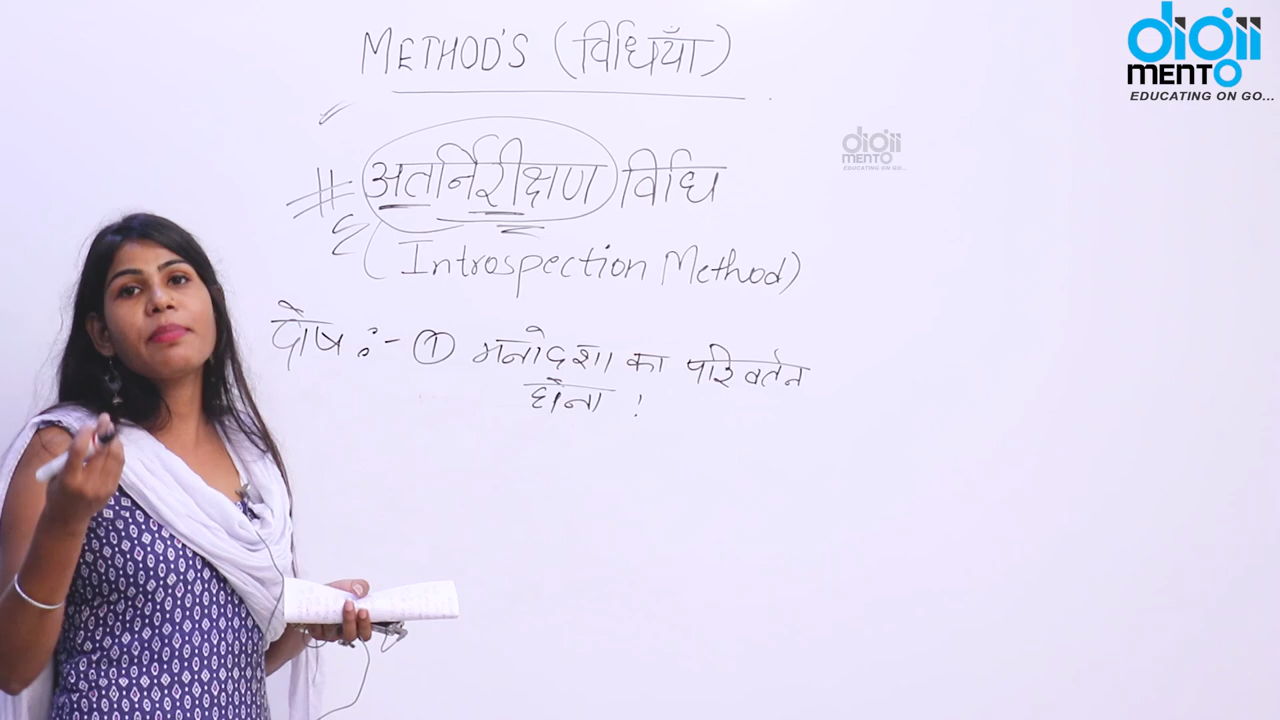 METHOD'S (विधियाँ)
# अतर्निरीक्षण विधि
(Introspection Method)
दोष :- ① मनोदशा का परिवर्तन
होना !
digii
MENTO
EDUCATING ON GO...
digii
MENTO
EDUCATING ON GO...